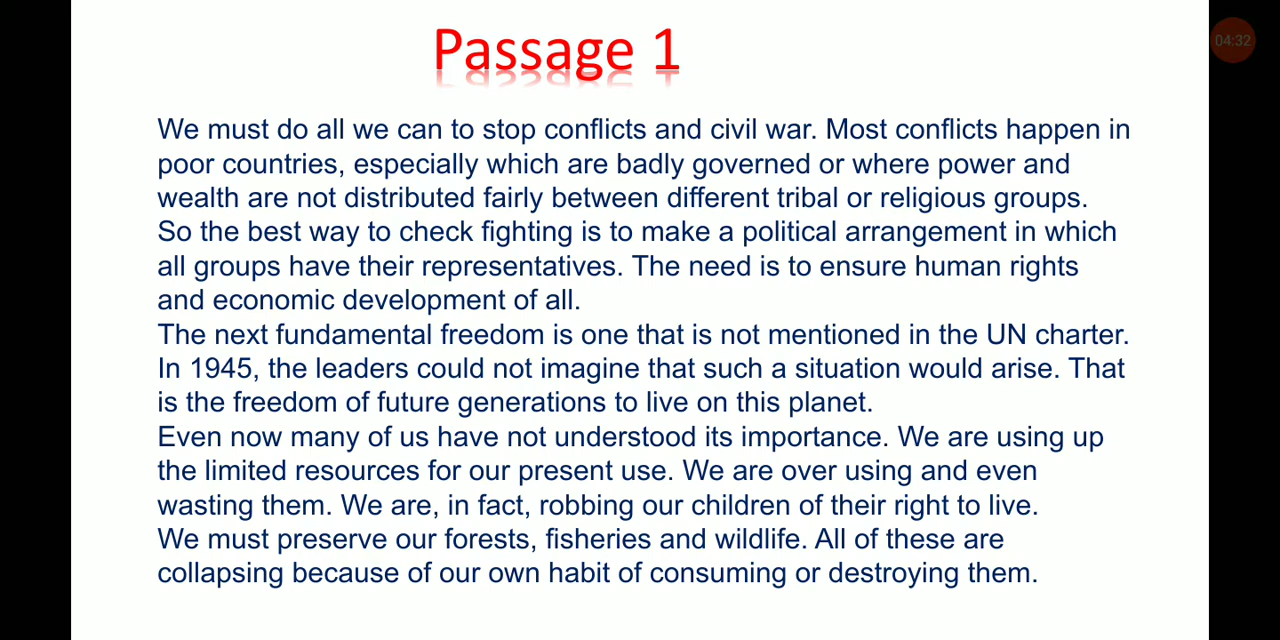 Passage 1
04:32
We must do all we can to stop conflicts and civil war. Most conflicts happen in
poor countries, especially which are badly governed or where power and
wealth are not distributed fairly between different tribal or religious groups.
So the best way to check fighting is to make a political arrangement in which
all groups have their representatives. The need is to ensure human rights
and economic development of all.
The next fundamental freedom is one that is not mentioned in the UN charter.
In 1945, the leaders could not imagine that such a situation would arise. That
is the freedom of future generations to live on this planet.
Even now many of us have not understood its importance. We are using up
the limited resources for our present use. We are over using and even
wasting them. We are, in fact, robbing our children of their right to live.
We must preserve our forests, fisheries and wildlife. All of these are
collapsing because of our own habit of consuming or destroying them.